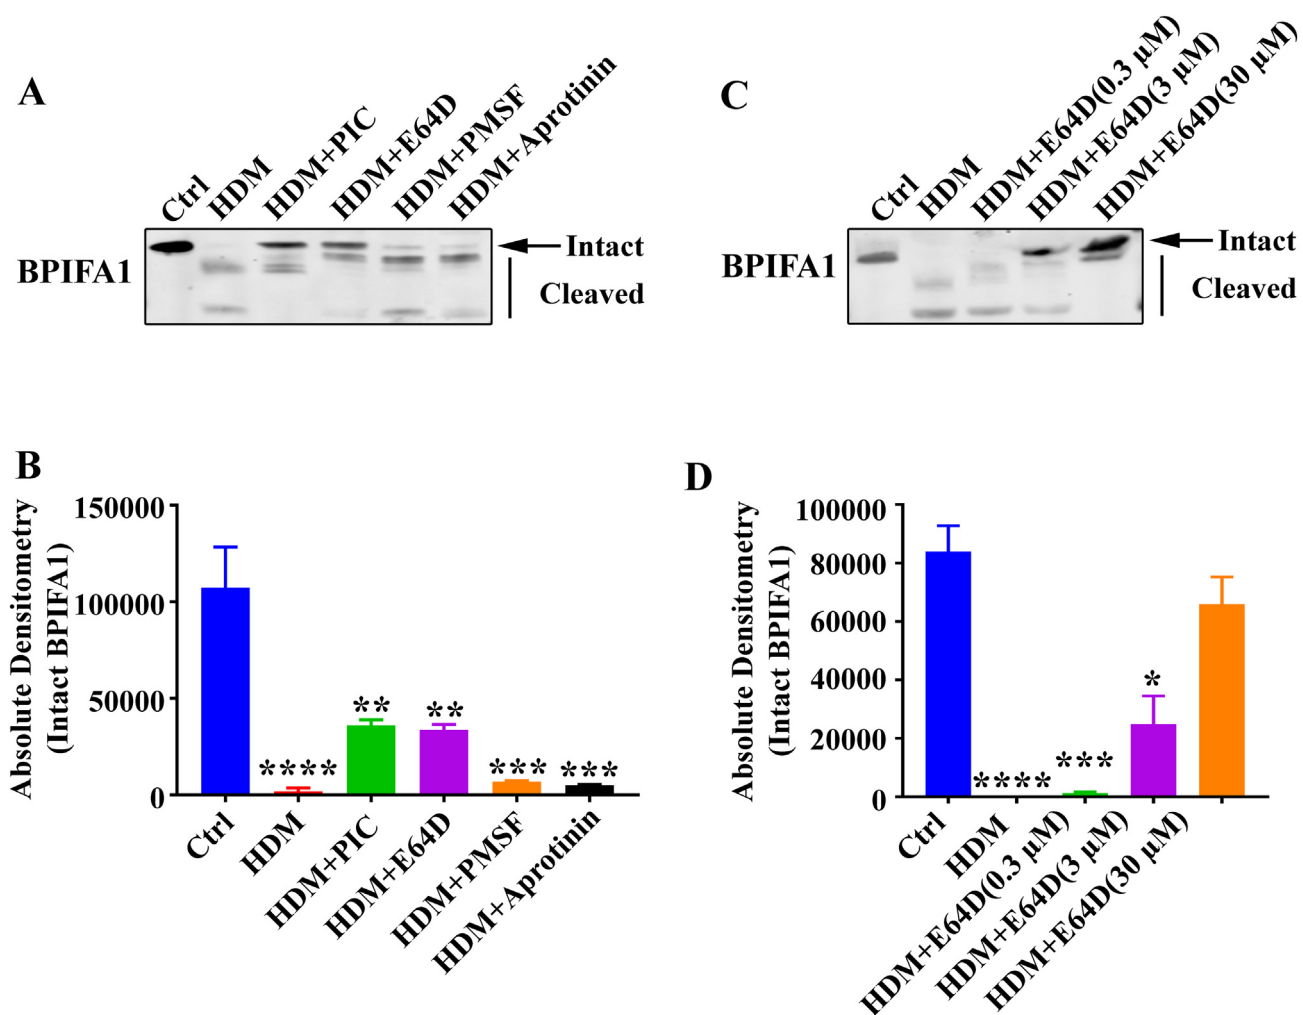 A
Ctrl
HDM
HDM+PIC
HDM+E64D
HDM+PMSF
HDM+Aprotinin
BPIFA1
Intact
Cleaved
C
Ctrl
HDM
HDM+E64D(0.3 µM)
HDM+E64D(3 µM)
HDM+E64D(30 µM)
BPIFA1
Intact
Cleaved
B
Absolute Densitometry
(Intact BPIFA1)
150000
100000
50000
0
****
**
**
***
***
Ctrl
HDM
HDM+PIC
HDM+E64D
HDM+PMSF
HDM+Aprotinin
D
Absolute Densitometry
(Intact BPIFA1)
100000
80000
60000
40000
20000
0
****
***
*
Ctrl
HDM
HDM+E64D(0.3 µM)
HDM+E64D(3 µM)
HDM+E64D(30 µM)